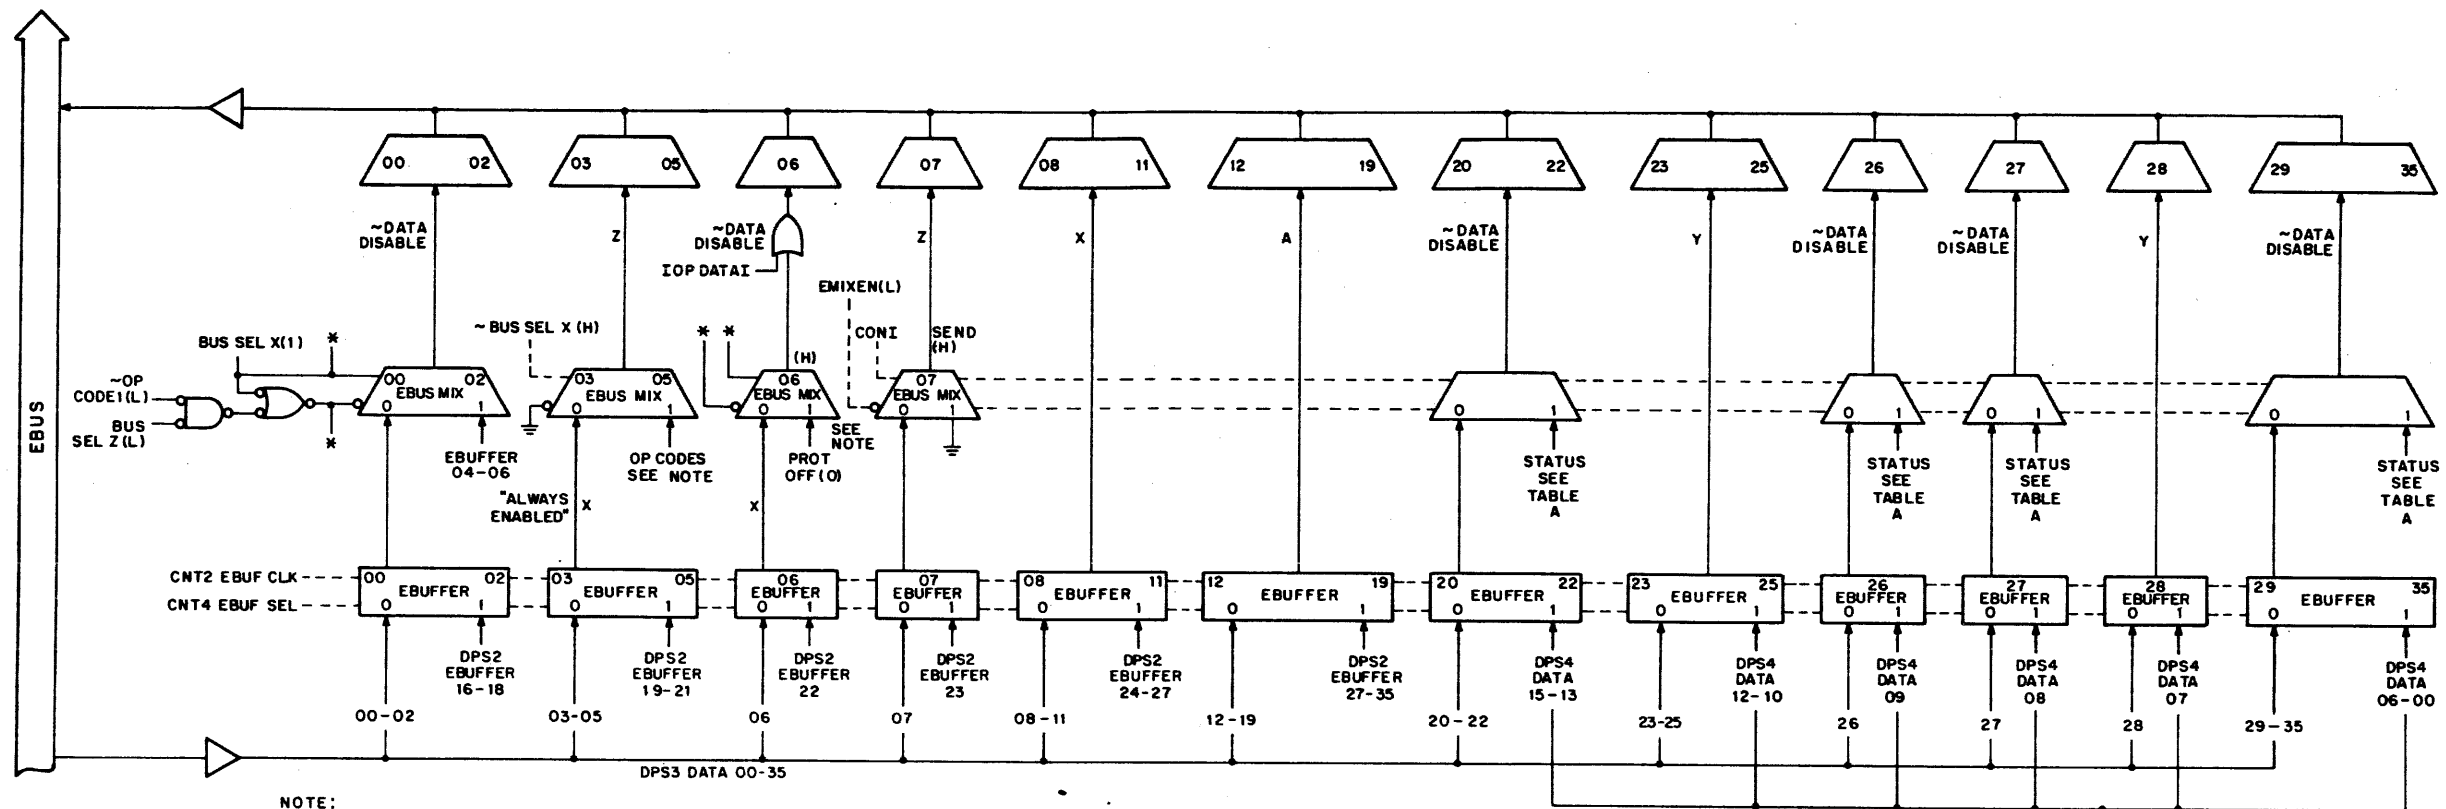 00 02
03 05
06
07
08 11
12 19
20 22
23 25
26
27
28
29 35
~DATA
DISABLE
Z
~DATA
DISABLE
Z
X
A
~DATA
DISABLE
Y
~DATA
DISABLE
~DATA
DISABLE
Y
~DATA
DISABLE
IOP DATAI
EMIXEN(L)
BUS SEL X(1)
*
~BUS SEL X (H)
* *
(H)
CONI
SEND
(H)
~OP
CODE1(L)
BUS
SEL Z(L)
*
00 02
EBUS MIX
0 1
03 05
EBUS MIX
0 1
06
EBUS MIX
0 1
07
EBUS MIX
0 1
0 1
0 1
0 1
0 1
EBUS
EBUFFER
04-06
"ALWAYS
ENABLED"
X
OP CODES
SEE NOTE
X
PROT
OFF(0)
SEE
NOTE
STATUS
SEE
TABLE
A
STATUS
SEE
TABLE
A
STATUS
SEE
TABLE
A
STATUS
SEE
TABLE
A
CNT2 EBUF CLK
CNT4 EBUF SEL
00 02
EBUFFER
0 1
03 05
EBUFFER
0 1
06
EBUFFER
0 1
07
EBUFFER
0 1
08 11
EBUFFER
0 1
12 19
EBUFFER
0 1
20 22
EBUFFER
0 1
23 25
EBUFFER
0 1
26
EBUFFER
0 1
27
EBUFFER
0 1
28
EBUFFER
0 1
29 35
EBUFFER
0 1
DPS2
EBUFFER
16-18
DPS2
EBUFFER
19-21
DPS2
EBUFFER
22
DPS2
EBUFFER
23
DPS2
EBUFFER
24-27
DPS2
EBUFFER
27-35
DPS4
DATA
15-13
DPS4
DATA
12-10
DPS4
DATA
09
DPS4
DATA
08
DPS4
DATA
07
DPS4
DATA
06-00
00-02
03-05
06
07
08-11
12-19
20-22
23-25
26
27
28
29-35
DPS3 DATA 00-35
NOTE: